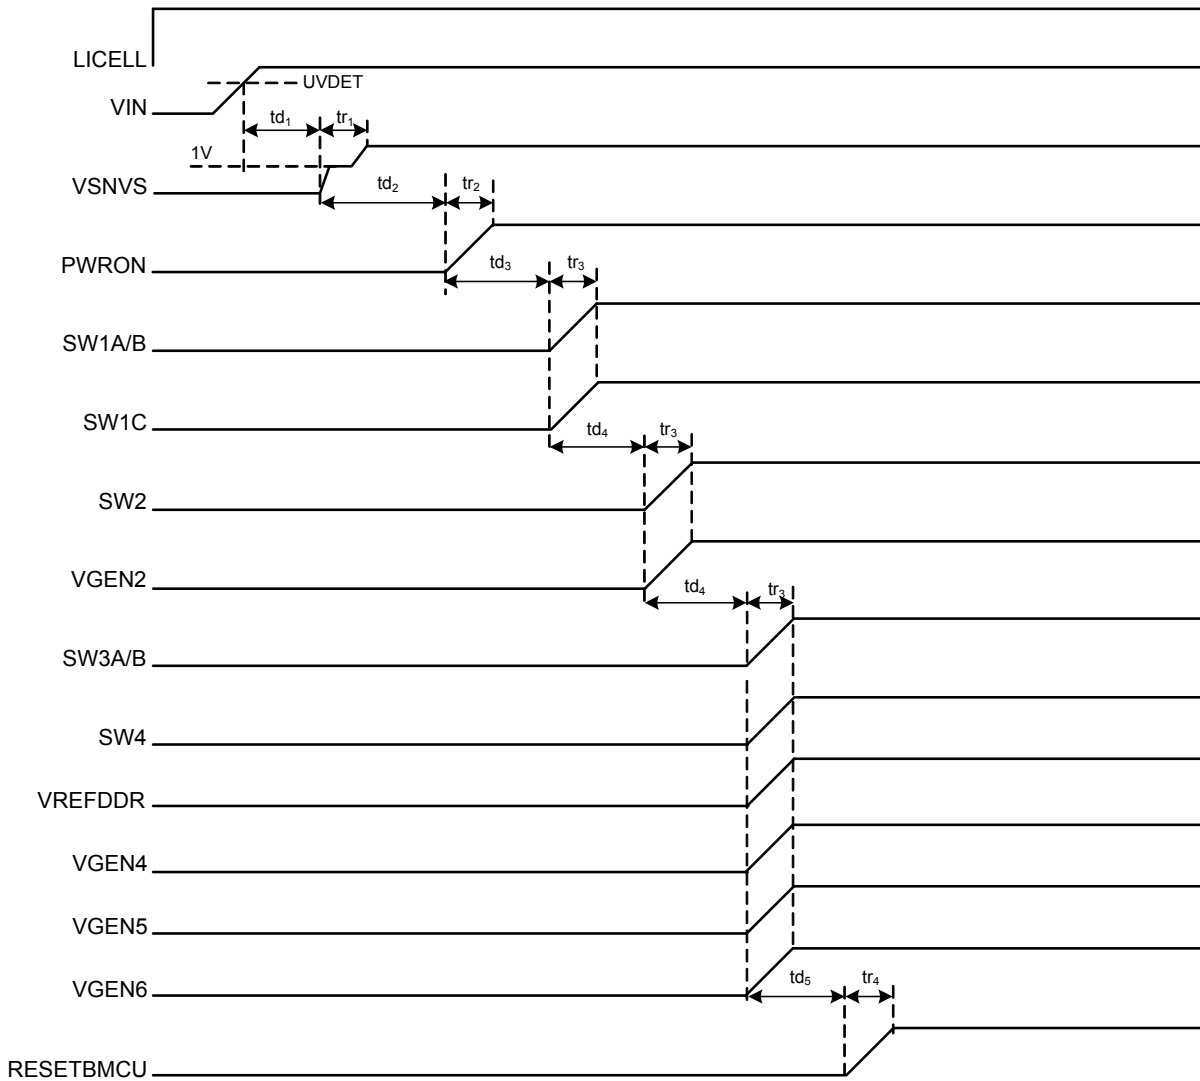 LICELL
UVDET
VIN
td₁ tr₁
1V
VSNVS
td₂ tr₂
PWRON
td₃ tr₃
SW1A/B
SW1C
td₄ tr₃
SW2
VGEN2
td₄ tr₃
SW3A/B
SW4
VREFDDR
VGEN4
VGEN5
VGEN6
td₅ tr₄
RESETBMCU